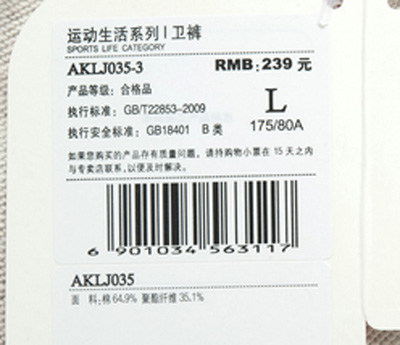 运动生活系列 | 卫裤
SPORTS LIFE CATEGORY
AKLJ035-3 RMB: 239 元
产品等级: 合格品
执行标准: GB/T22853-2009 L
执行安全标准: GB18401 B 类 175/80A
如果您购买的产品存有质量问题, 请持购物小票在 15 天之内
与专卖店联系, 以便及时解决。
6 901034 563117
AKLJ035
面 料: 棉 64.9% 聚酯纤维 35.1%